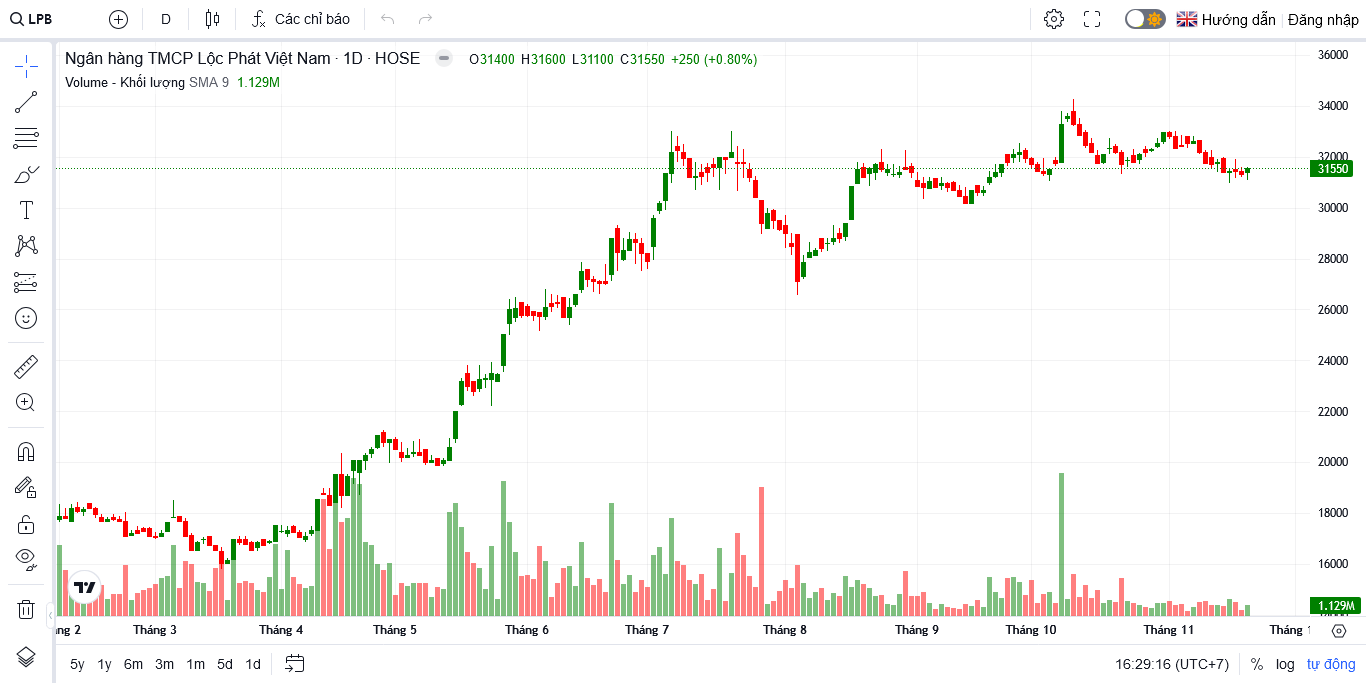 LPB D Các chỉ báo Hướng dẫn Đăng nhập
Ngân hàng TMCP Lộc Phát Việt Nam · 1D · HOSE O31400 H31600 L31100 C31550 +250 (+0.80%)
Volume - Khối lượng SMA 9 1.129M
36000
34000
32000
31550
30000
28000
26000
24000
22000
20000
18000
16000
1.129M
ng 2 Tháng 3 Tháng 4 Tháng 5 Tháng 6 Tháng 7 Tháng 8 Tháng 9 Tháng 10 Tháng 11 Tháng 1
5y 1y 6m 3m 1m 5d 1d 16:29:16 (UTC+7) % log tự động